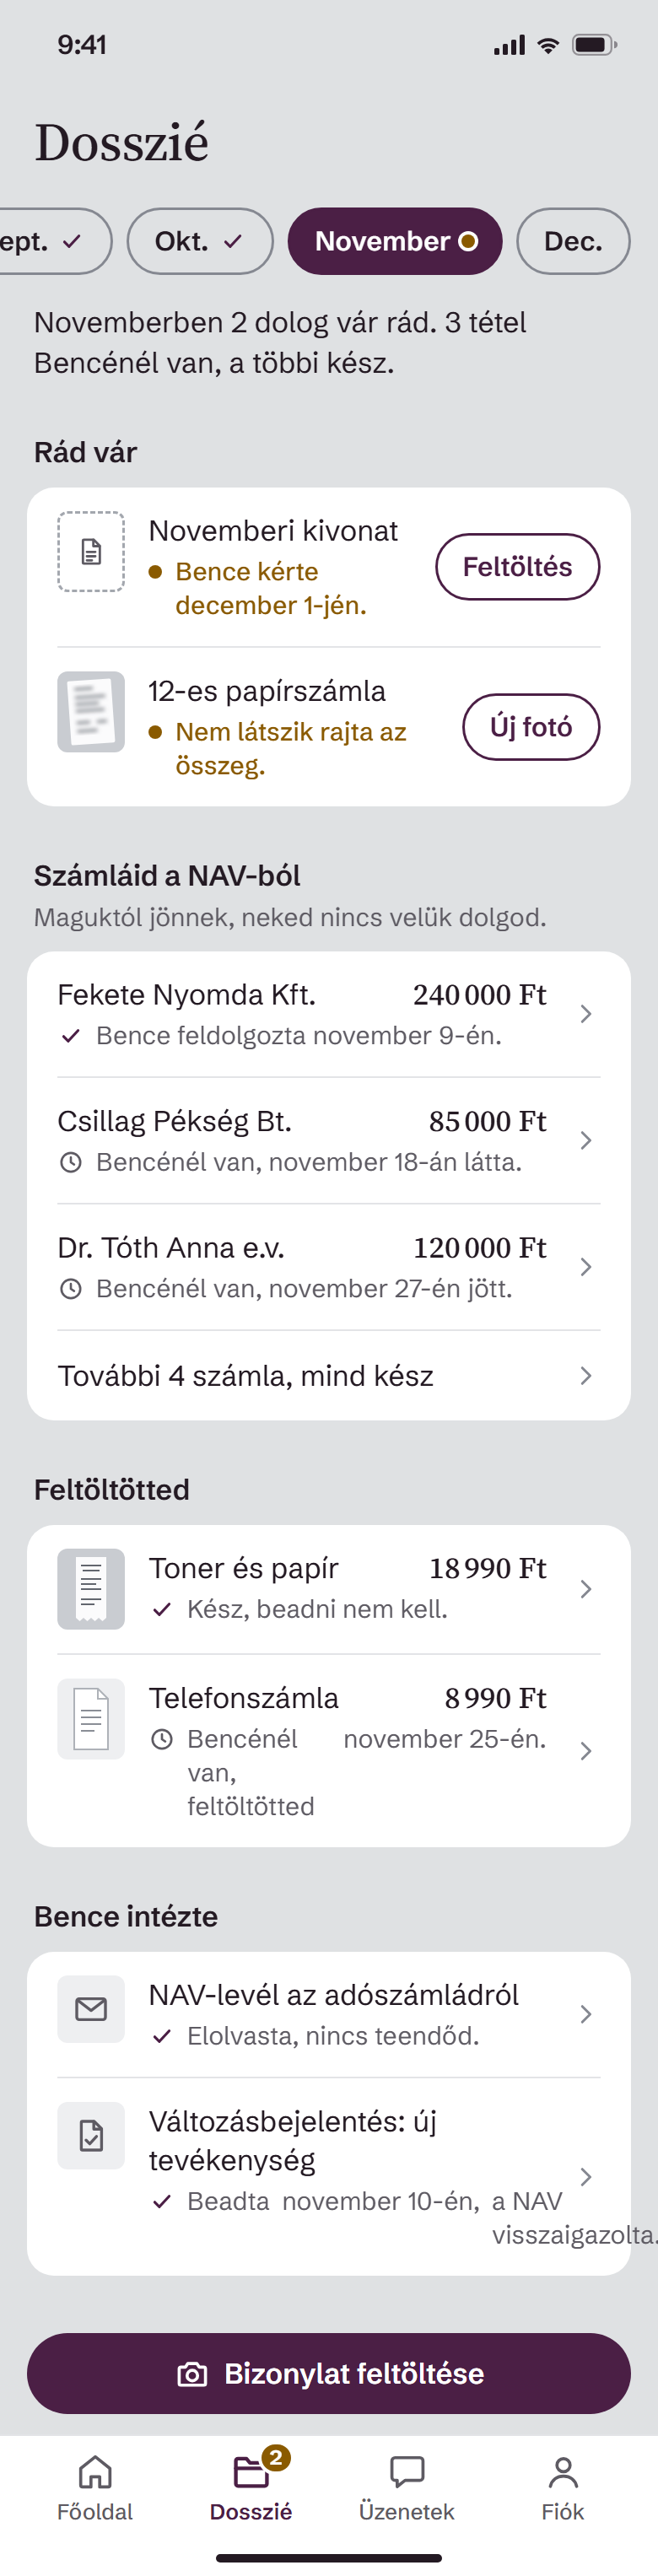 9:41
Dosszié
ept.
Okt.
November
Dec.
Novemberben 2 dolog vár rád. 3 tétel
Bencénél van, a többi kész.
Rád vár
Novemberi kivonat
Bence kérte
december 1-jén.
Feltöltés
12-es papírszámla
Nem látszik rajta az
összeg.
Új fotó
Számláid a NAV-ból
Maguktól jönnek, neked nincs velük dolgod.
Fekete Nyomda Kft. 240 000 Ft
Bence feldolgozta november 9-én.
Csillag Pékség Bt. 85 000 Ft
Bencénél van, november 18-án látta.
Dr. Tóth Anna e.v. 120 000 Ft
Bencénél van, november 27-én jött.
További 4 számla, mind kész
Feltöltötted
Toner és papír 18 990 Ft
Kész, beadni nem kell.
Telefonszámla 8 990 Ft
Bencénél november 25-én.
van,
feltöltötted
Bence intézte
NAV-levél az adószámládról
Elolvasta, nincs teendőd.
Változásbejelentés: új
tevékenység
Beadta november 10-én, a NAV
visszaigazolta.
Bizonylat feltöltése
2
Főoldal Dosszié Üzenetek Fiók